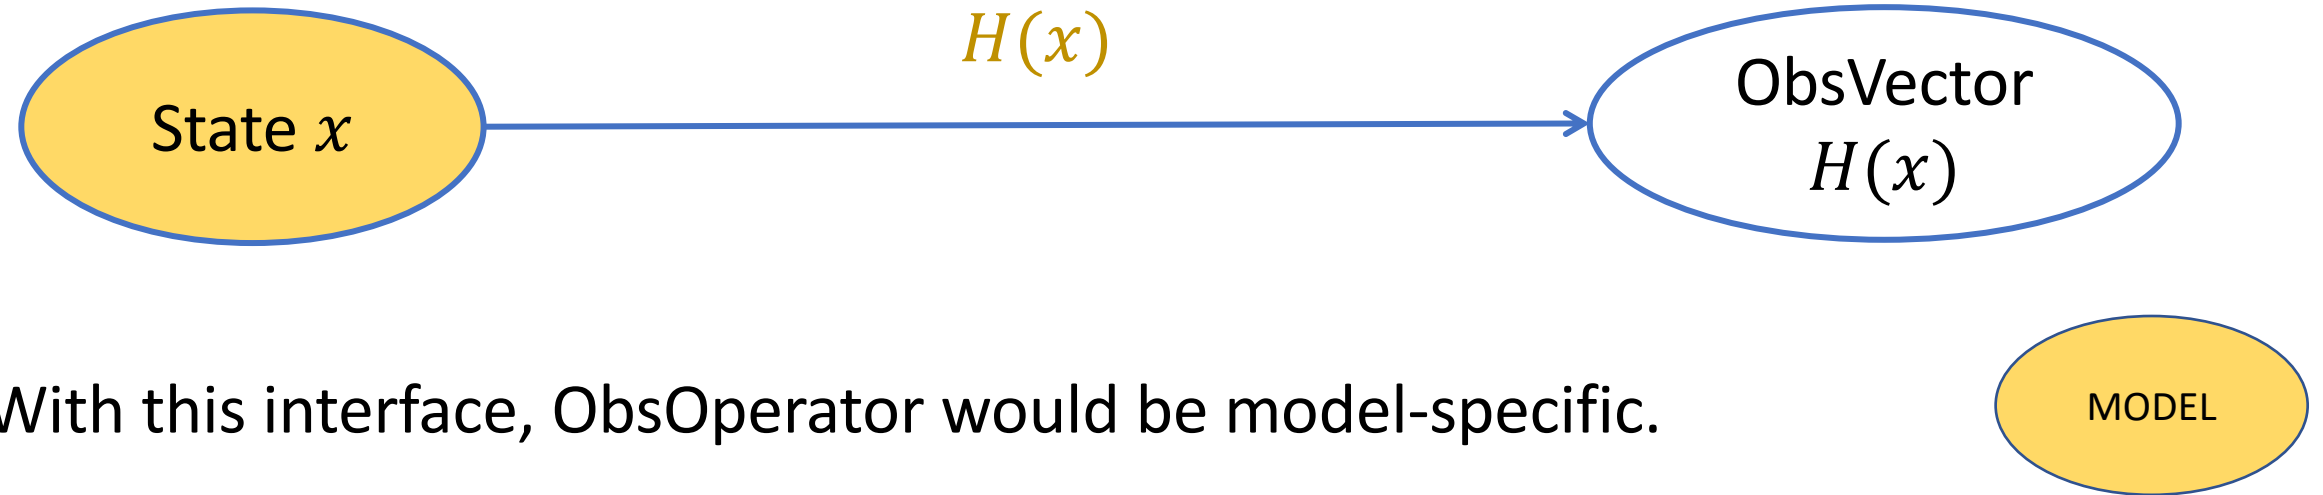 H(x)
State x
ObsVector
H(x)
With this interface, ObsOperator would be model-specific.
MODEL